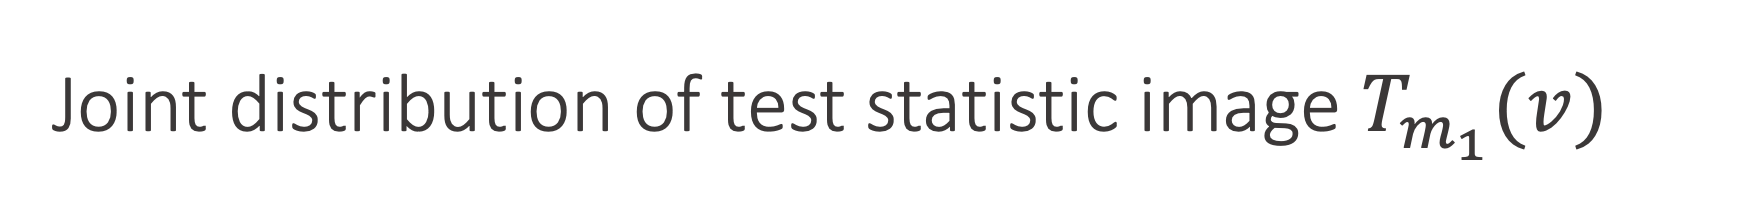 Joint distribution of test statistic image $T_{m_1}(v)$